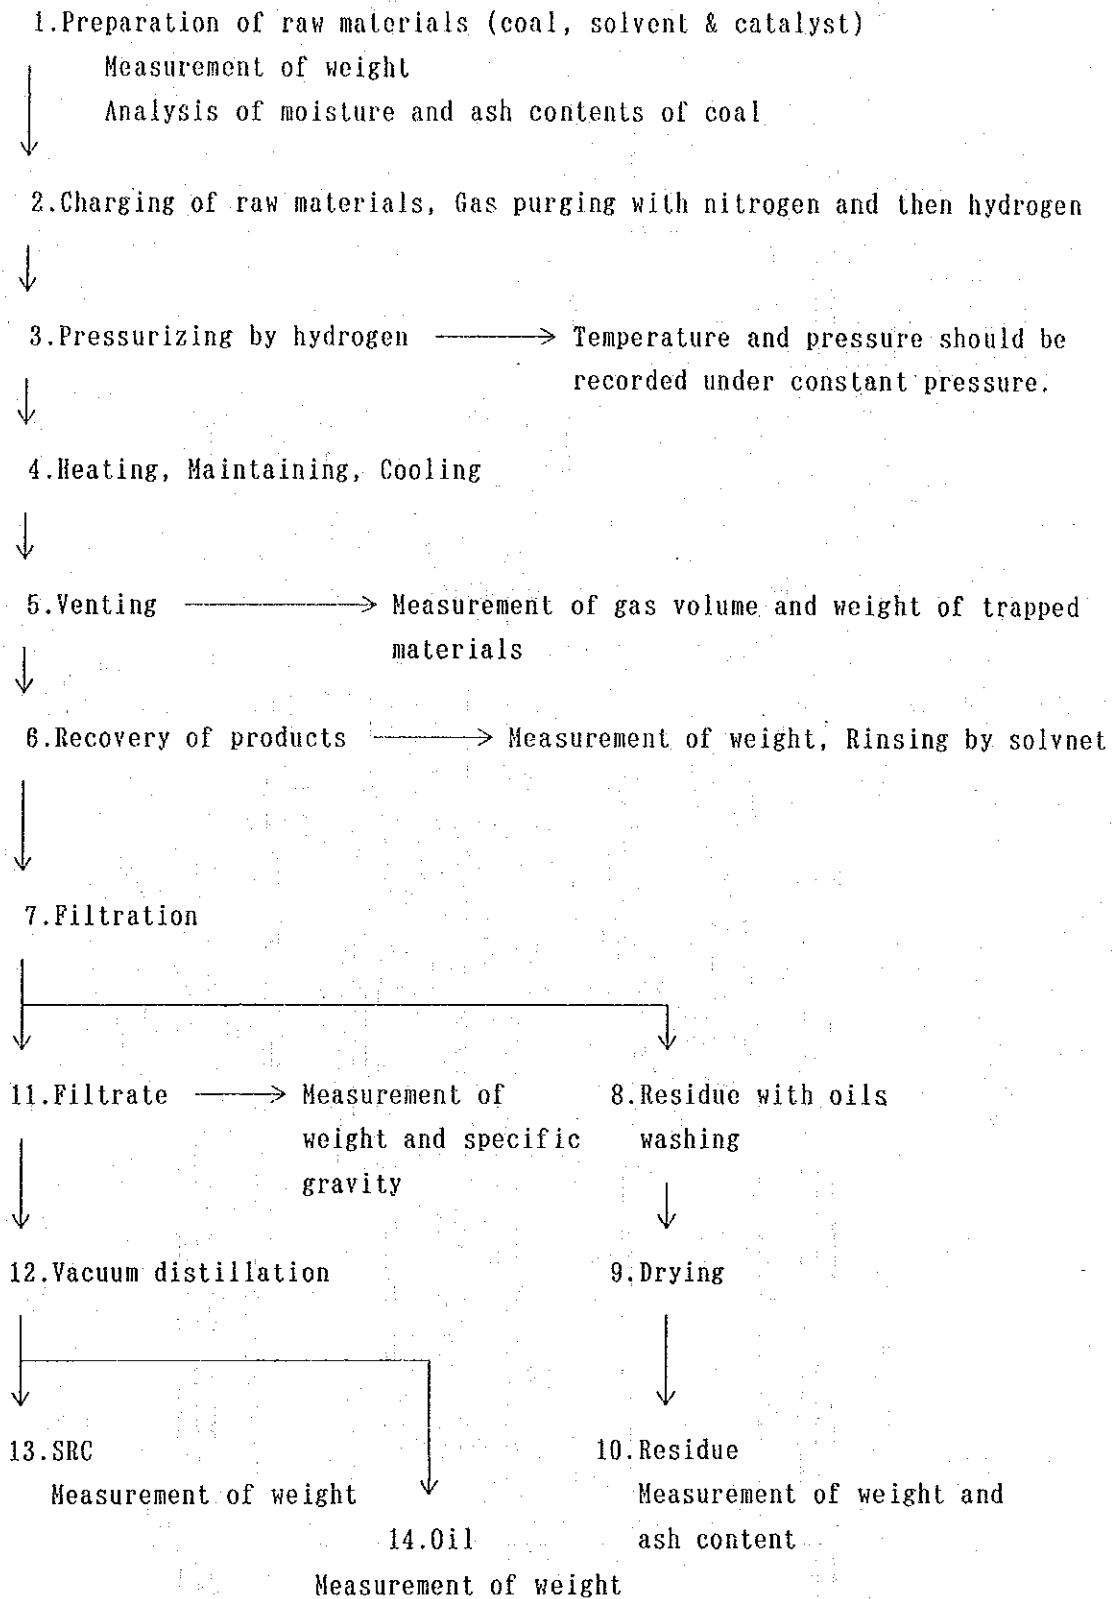 1.Preparation of raw materials (coal, solvent & catalyst)
Measurement of weight
Analysis of moisture and ash contents of coal
2.Charging of raw materials, Gas purging with nitrogen and then hydrogen
3.Pressurizing by hydrogen
Temperature and pressure should be
recorded under constant pressure.
4.Heating, Maintaining, Cooling
5.Venting
Measurement of gas volume and weight of trapped
materials
6.Recovery of products
Measurement of weight, Rinsing by solvnet
7.Filtration
11.Filtrate
Measurement of
weight and specific
gravity
8.Residue with oils
washing
12.Vacuum distillation
9.Drying
13.SRC
Measurement of weight
14.Oil
Measurement of weight
10.Residue
Measurement of weight and
ash content